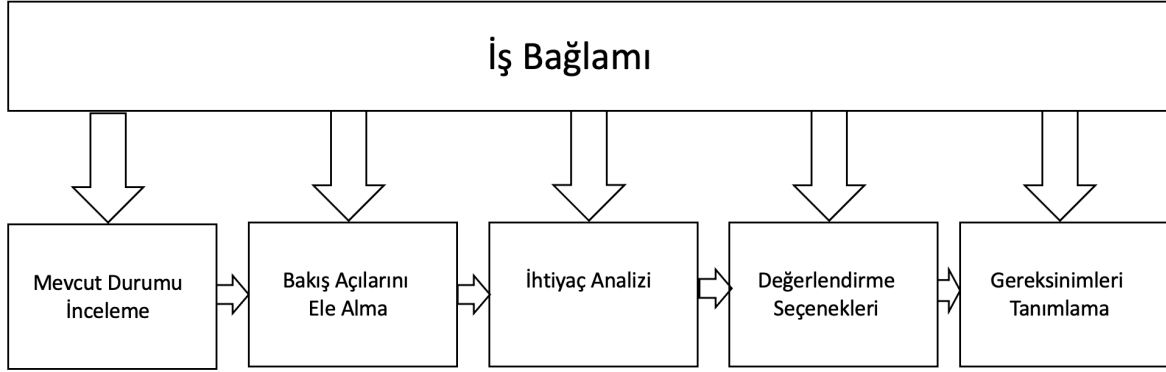 İş Bağlamı
Mevcut Durumu
İnceleme
Bakış Açılarını
Ele Alma
İhtiyaç Analizi
Değerlendirme
Seçenekleri
Gereksinimleri
Tanımlama